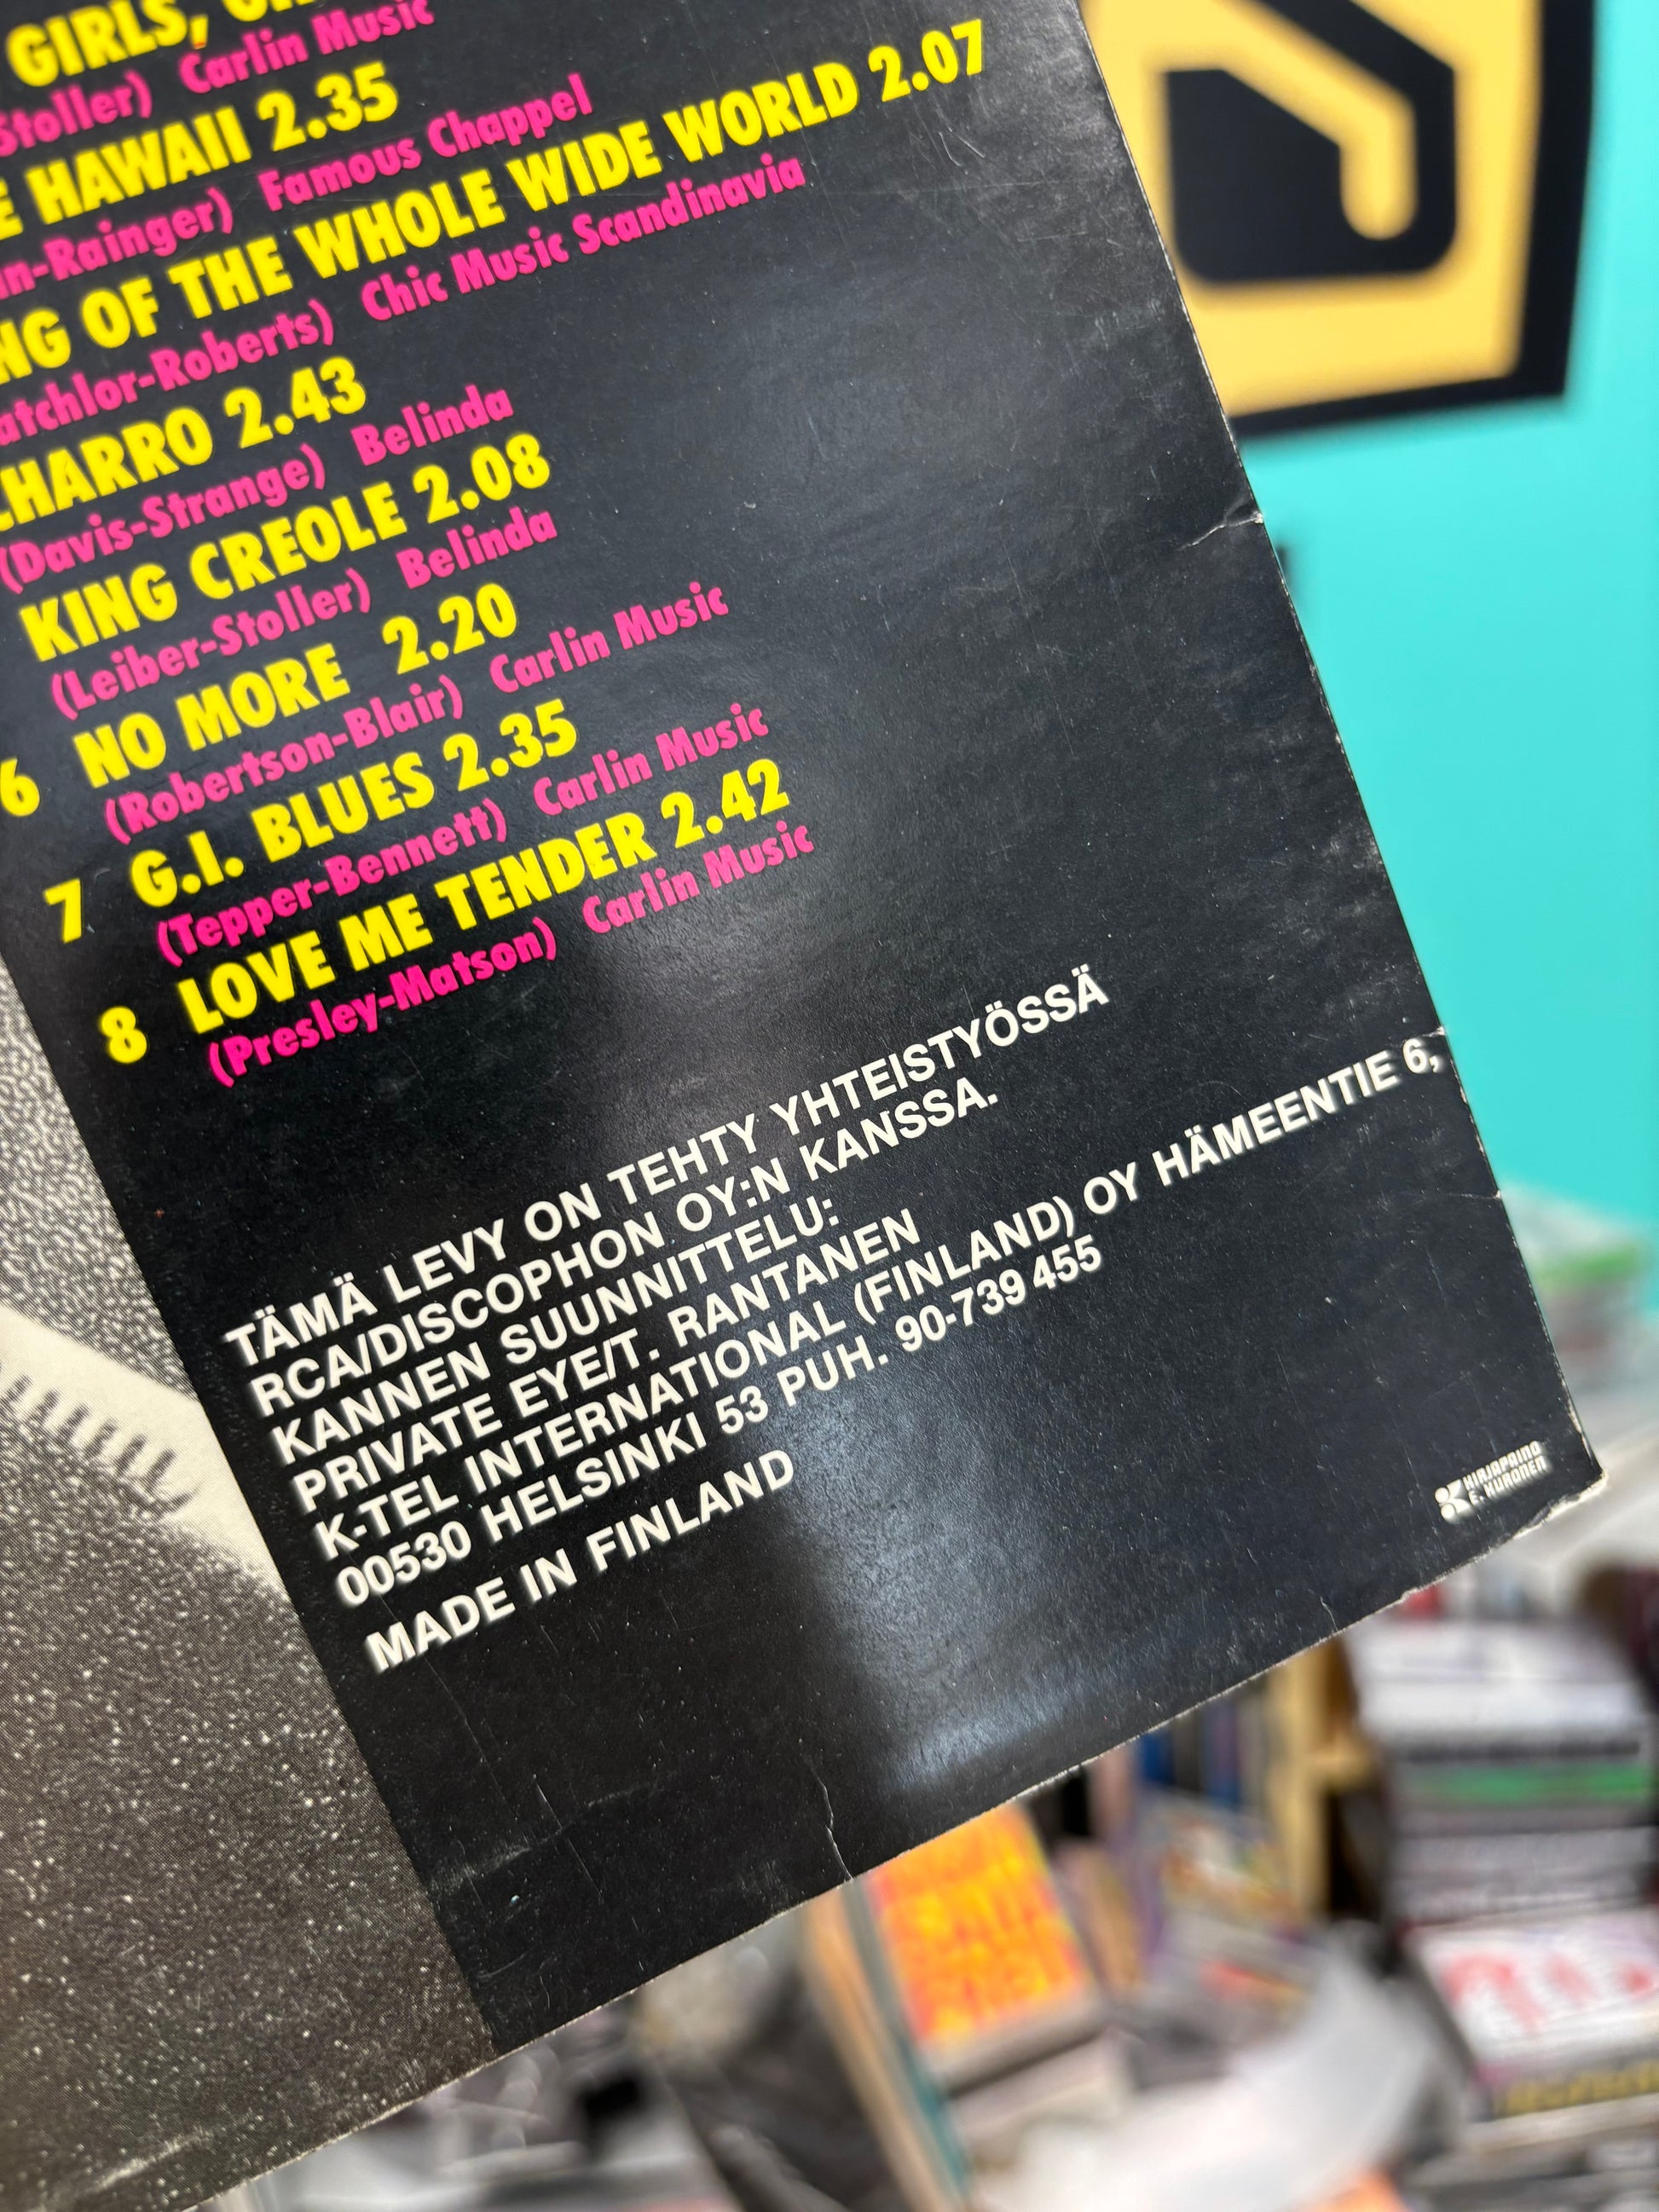 GIRLS,
Stoller) Carlin Music
HAWAII 2.35
-Rainger) Famous Chappel
OF THE WHOLE WIDE WORLD 2.07
-Roberts) Chic Music Scandinavia
CHARRO 2.43
(Davis-Strange) Belinda
KING CREOLE 2.08
(Leiber-Stoller) Belinda
6 NO MORE 2.20
(Robertson-Blair) Carlin Music
7 G.I. BLUES 2.35
(Tepper-Bennett) Carlin Music
8 LOVE ME TENDER 2.42
(Presley-Matson) Carlin Music
TÄMÄ LEVY ON TEHTY YHTEISTYÖSSÄ
RCA/DISCOPHON OY:N KANSSA.
KANNEN SUUNNITTELU:
PRIVATE EYE/T. RANTANEN
K-TEL INTERNATIONAL (FINLAND) OY HÄMEENTIE 6,
00530 HELSINKI 53 PUH. 90-739 455
MADE IN FINLAND
KIRJAPAINO
E. KURONEN